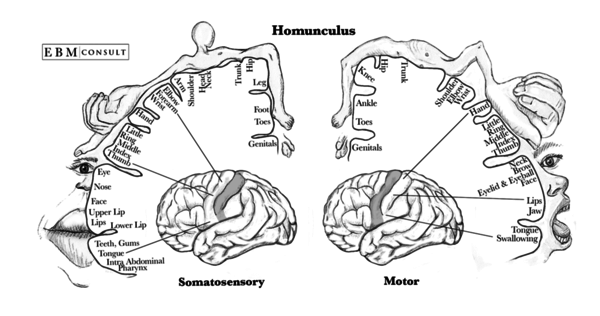 Homunculus
EBM CONSULT
Elbow
Forearm
Wrist
Arm
Shoulder
Head
Neck
Trunk
Hip
Leg
Foot
Toes
Genitals
Hand
Little
Ring
Middle
Index
Thumb
Eye
Nose
Face
Upper Lip
Lips
Lower Lip
Teeth, Gums
Tongue
Intra Abdominal
Pharynx
Somatosensory
Knee
Hip
Trunk
Shoulder
Elbow
Wrist
Hand
Little
Ring
Middle
Index
Thumb
Neck
Brow
Eyelid & Eyeball
Face
Lips
Jaw
Tongue
Swallowing
Ankle
Toes
Genitals
Motor